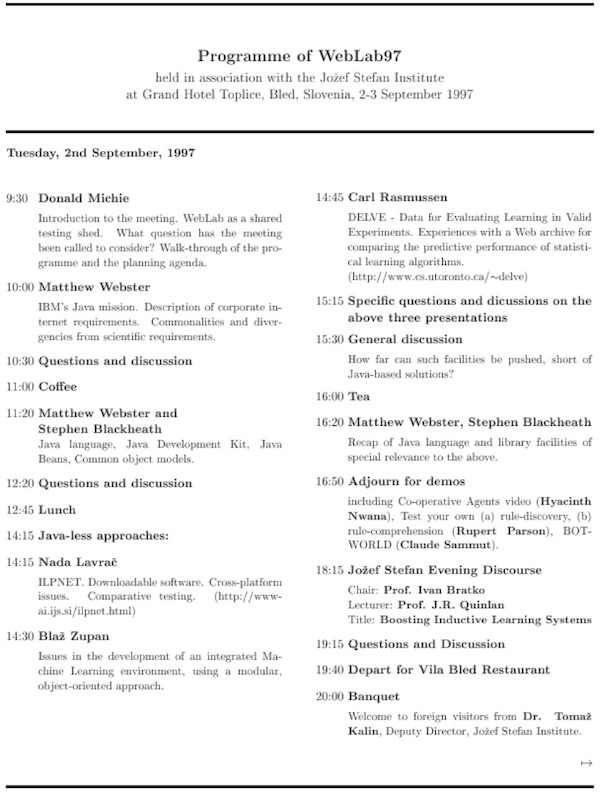 Programme of WebLab97
held in association with the Jožef Stefan Institute
at Grand Hotel Toplice, Bled, Slovenia, 2-3 September 1997
Tuesday, 2nd September, 1997
9:30 Donald Michie
Introduction to the meeting. WebLab as a shared
testing shed. What question has the meeting
been called to consider? Walk-through of the pro-
gramme and the planning agenda.
10:00 Matthew Webster
IBM's Java mission. Description of corporate in-
ternet requirements. Commonalities and diver-
gencies from scientific requirements.
10:30 Questions and discussion
11:00 Coffee
11:20 Matthew Webster and
Stephen Blackheath
Java language, Java Development Kit, Java
Beans, Common object models.
12:20 Questions and discussion
12:45 Lunch
14:15 Java-less approaches:
14:15 Nada Lavrač
ILPNET. Downloadable software. Cross-platform
issues. Comparative testing. (http://www-
ai.ijs.si/ilpnet.html)
14:30 Blaž Zupan
Issues in the development of an integrated Ma-
chine Learning environment, using a modular,
object-oriented approach.
14:45 Carl Rasmussen
DELVE - Data for Evaluating Learning in Valid
Experiments. Experiences with a Web archive for
comparing the predictive performance of statisti-
cal learning algorithms.
(http://www.cs.utoronto.ca/∼delve)
15:15 Specific questions and dicussions on the
above three presentations
15:30 General discussion
How far can such facilities be pushed, short of
Java-based solutions?
16:00 Tea
16:20 Matthew Webster, Stephen Blackheath
Recap of Java language and library facilities of
special relevance to the above.
16:50 Adjourn for demos
including Co-operative Agents video (Hyacinth
Nwana), Test your own (a) rule-discovery, (b)
rule-comprehension (Rupert Parson), BOT-
WORLD (Claude Sammut).
18:15 Jožef Stefan Evening Discourse
Chair: Prof. Ivan Bratko
Lecturer: Prof. J.R. Quinlan
Title: Boosting Inductive Learning Systems
19:15 Questions and Discussion
19:40 Depart for Vila Bled Restaurant
20:00 Banquet
Welcome to foreign visitors from Dr. Tomaž
Kalin, Deputy Director, Jožef Stefan Institute.
↦